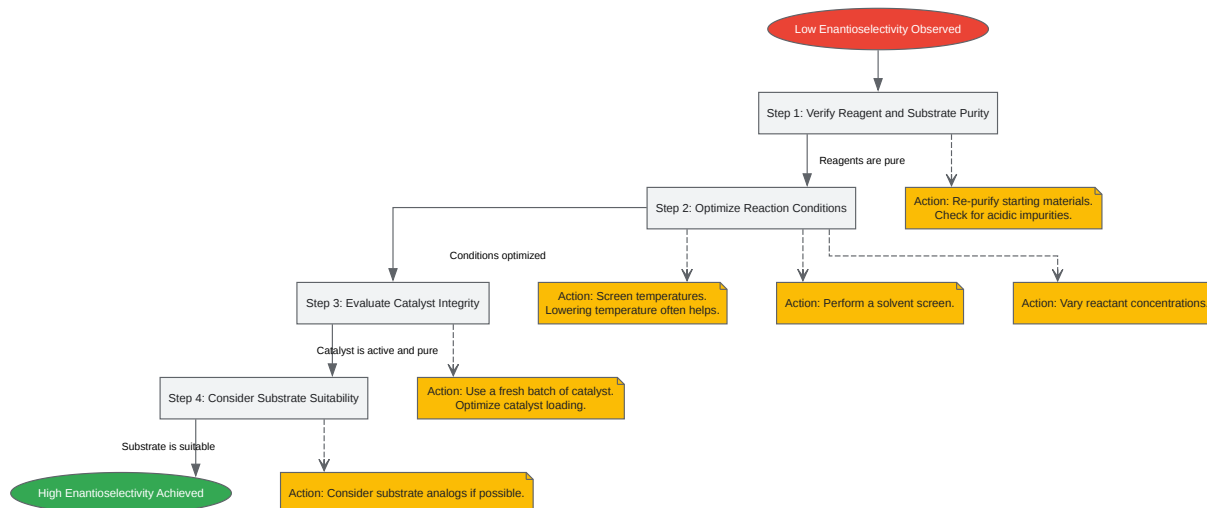 Low Enantioselectivity Observed
Step 1: Verify Reagent and Substrate Purity
Reagents are pure
Step 2: Optimize Reaction Conditions
Action: Re-purify starting materials.
Check for acidic impurities.
Conditions optimized
Step 3: Evaluate Catalyst Integrity
Action: Screen temperatures.
Lowering temperature often helps.
Action: Perform a solvent screen.
Action: Vary reactant concentrations.
Catalyst is active and pure
Step 4: Consider Substrate Suitability
Action: Use a fresh batch of catalyst.
Optimize catalyst loading.
Substrate is suitable
High Enantioselectivity Achieved
Action: Consider substrate analogs if possible.